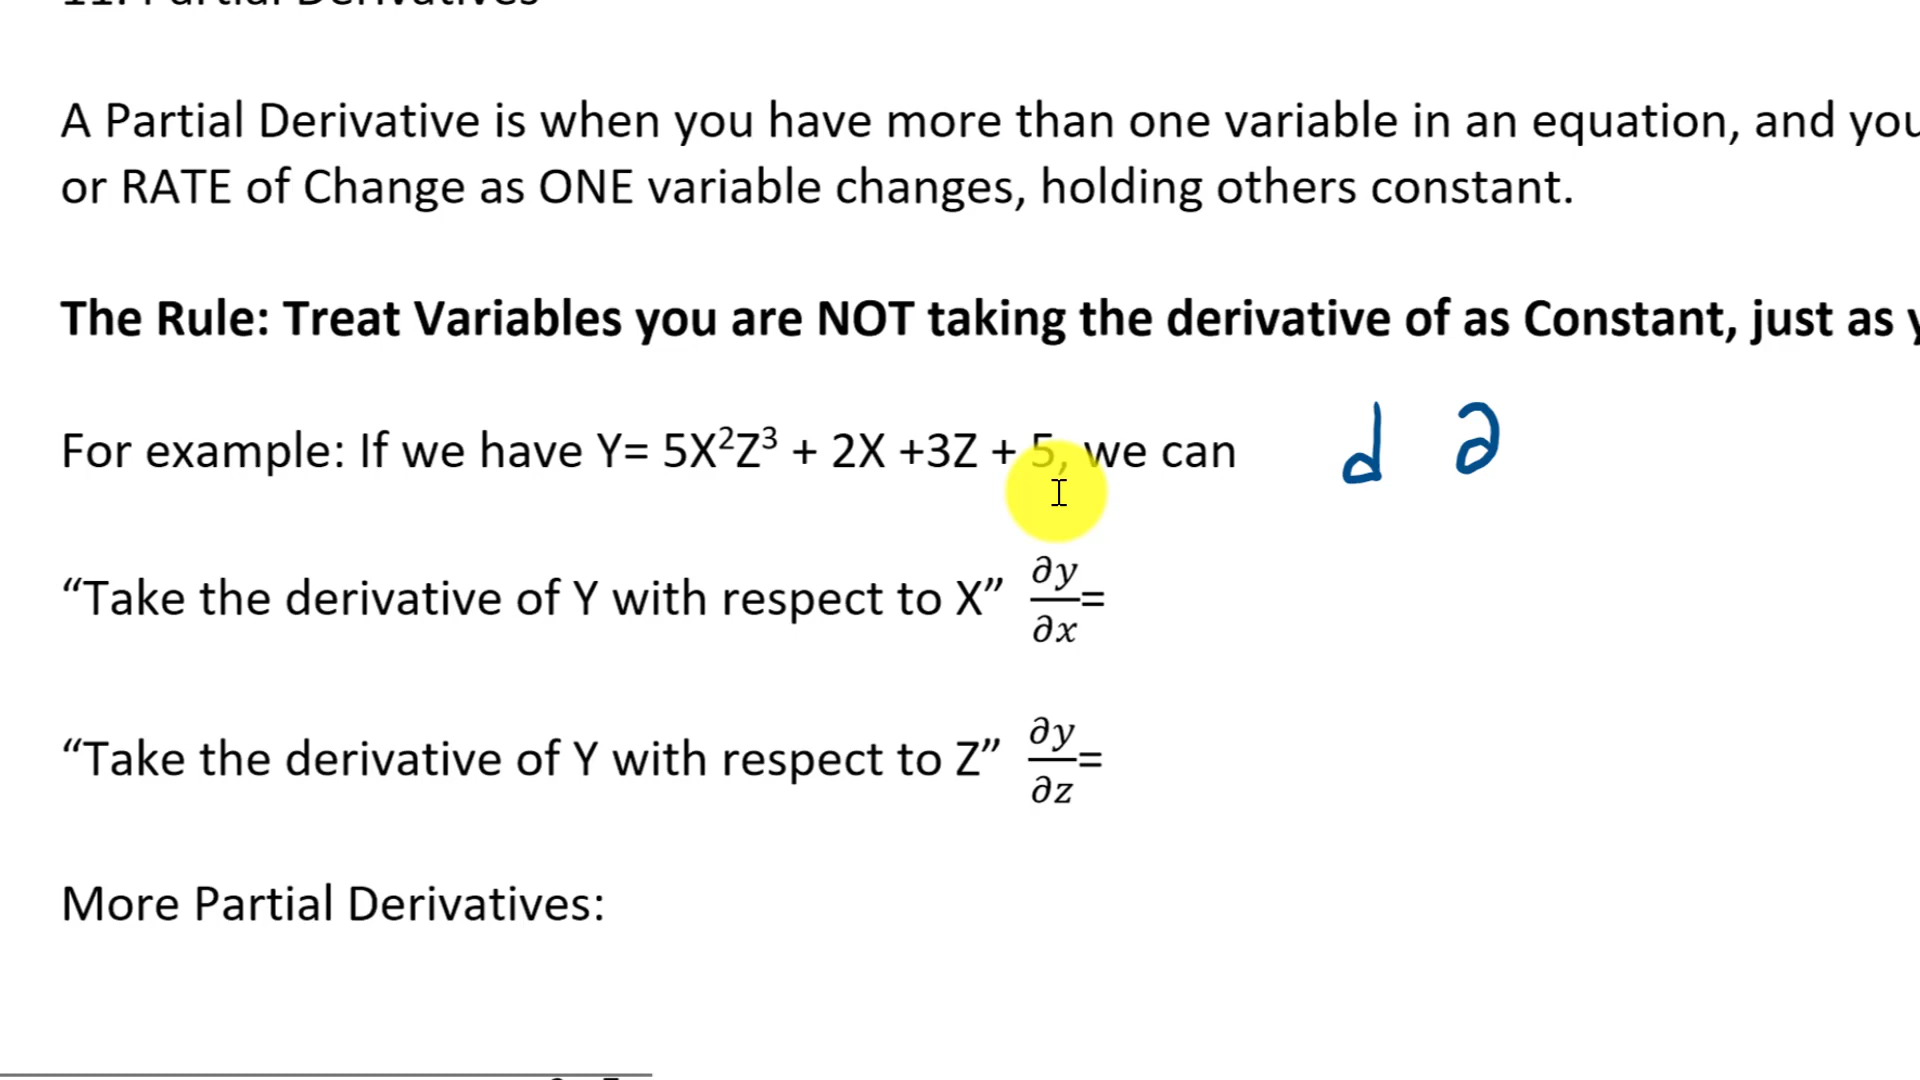 11. Partial Derivatives
A Partial Derivative is when you have more than one variable in an equation, and you
or RATE of Change as ONE variable changes, holding others constant.
The Rule: Treat Variables you are NOT taking the derivative of as Constant, just as
For example: If we have Y= 5X²Z³ + 2X +3Z + 5, we can d ∂
“Take the derivative of Y with respect to X” ∂y/∂x=
“Take the derivative of Y with respect to Z” ∂y/∂z=
More Partial Derivatives: